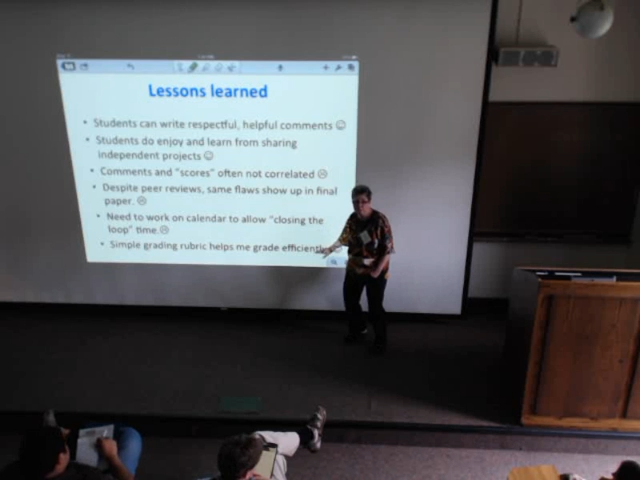 Lessons learned
• Students can write respectful, helpful comments ☺
• Students do enjoy and learn from sharing
independent projects ☺
• Comments and "scores" often not correlated ☹
• Despite peer reviews, same flaws show up in final
paper. ☹
• Need to work on calendar to allow "closing the
loop" time.☹
• Simple grading rubric helps me grade efficiently